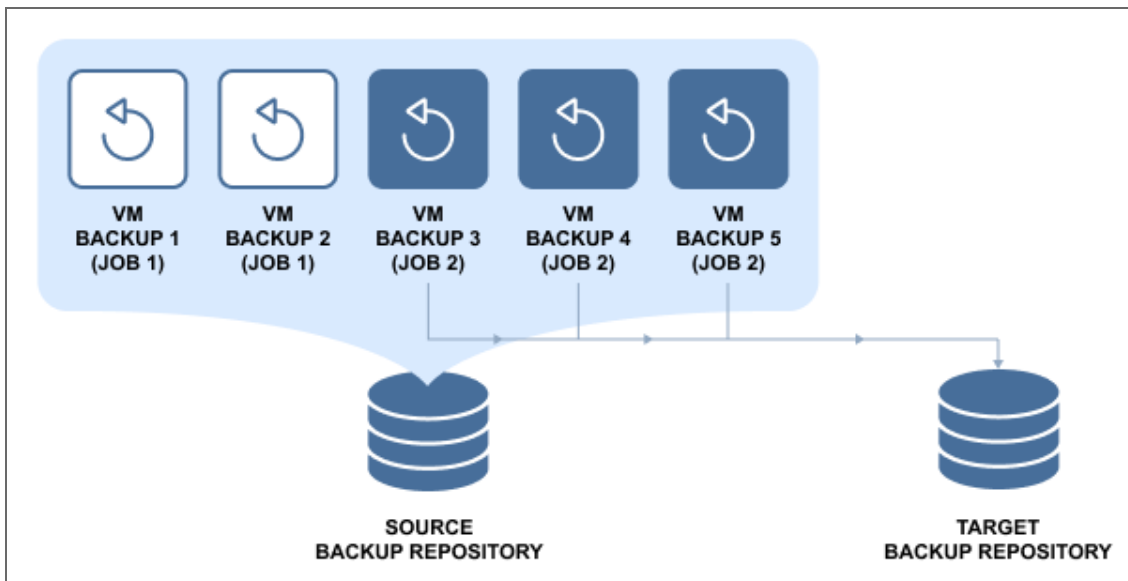 VM
BACKUP 1
(JOB 1)
VM
BACKUP 2
(JOB 1)
VM
BACKUP 3
(JOB 2)
VM
BACKUP 4
(JOB 2)
VM
BACKUP 5
(JOB 2)
SOURCE
BACKUP REPOSITORY
TARGET
BACKUP REPOSITORY